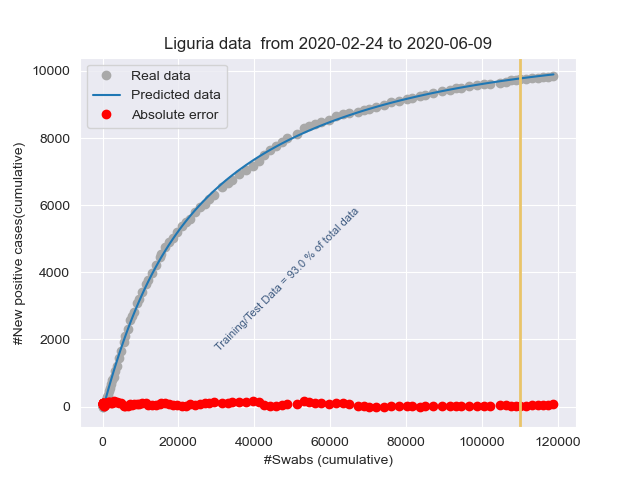 Liguria data  from 2020-02-24 to 2020-06-09
Real data
Predicted data
Absolute error
#New positive cases(cumulative)
10000
8000
6000
4000
2000
0
Training/Test Data = 93.0 % of total data
0
20000
40000
60000
80000
100000
120000
#Swabs (cumulative)